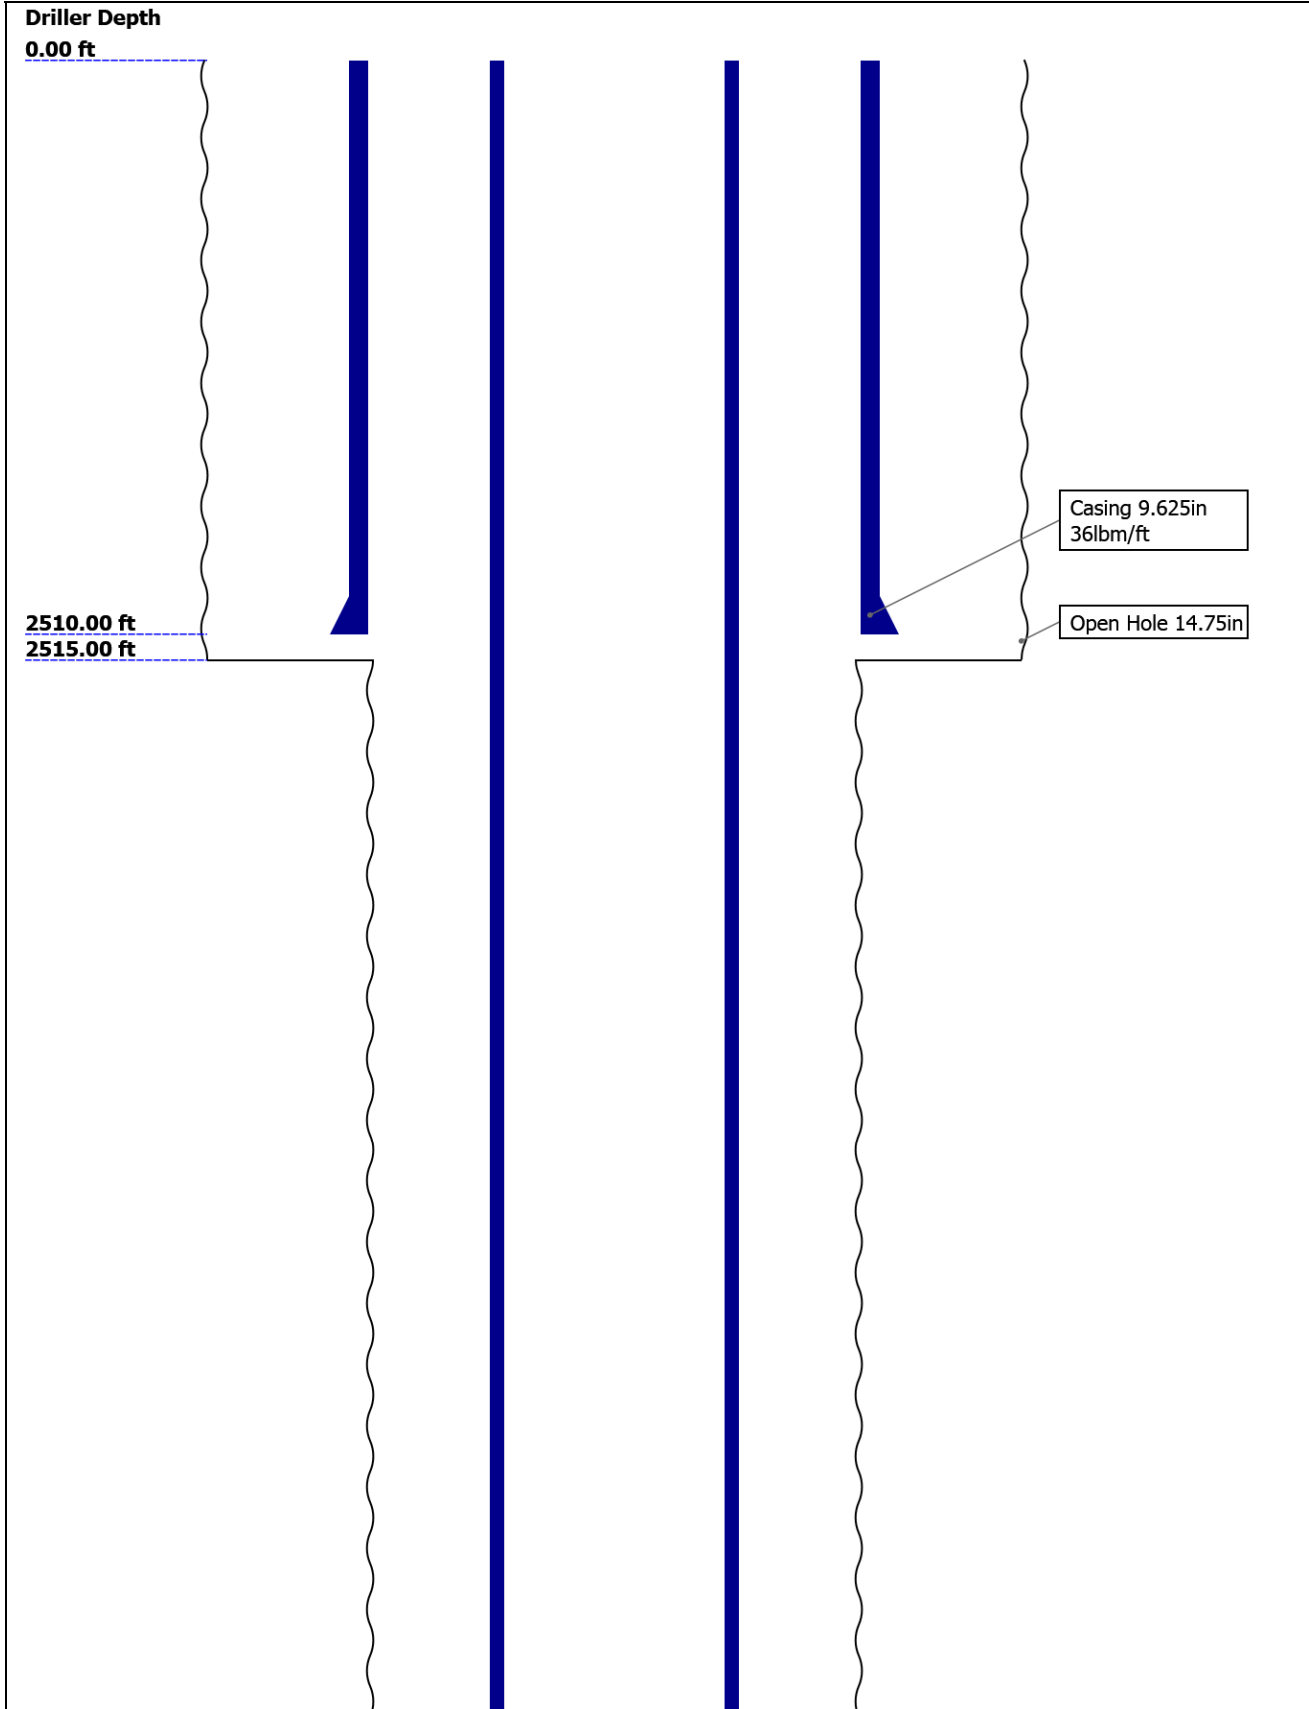 Driller Depth
0.00 ft
Casing 9.625in
36lbm/ft
2510.00 ft
Open Hole 14.75in
2515.00 ft